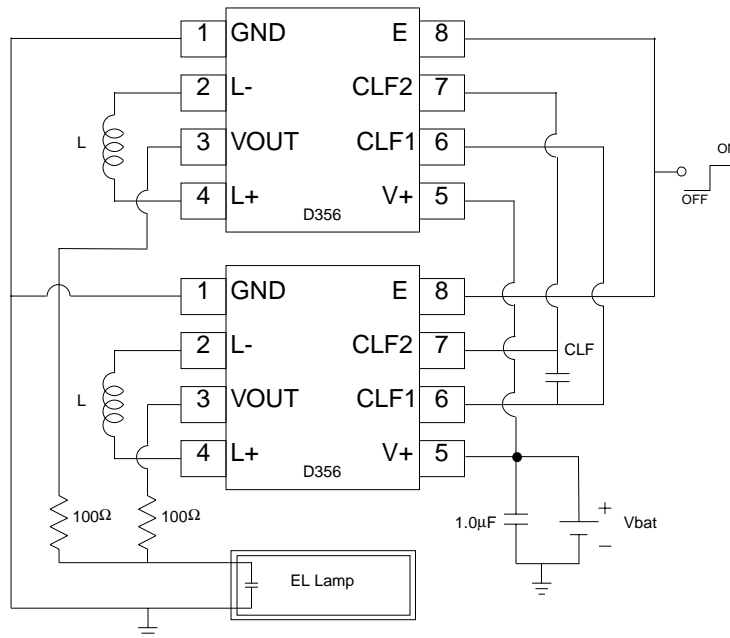 1 GND E 8
2 L- CLF2 7
L
3 VOUT CLF1 6
4 L+ V+ 5
D356
ON
OFF
1 GND E 8
2 L- CLF2 7
CLF
L
3 VOUT CLF1 6
4 L+ V+ 5
D356
100Ω 100Ω 1.0μF + Vbat −
EL Lamp